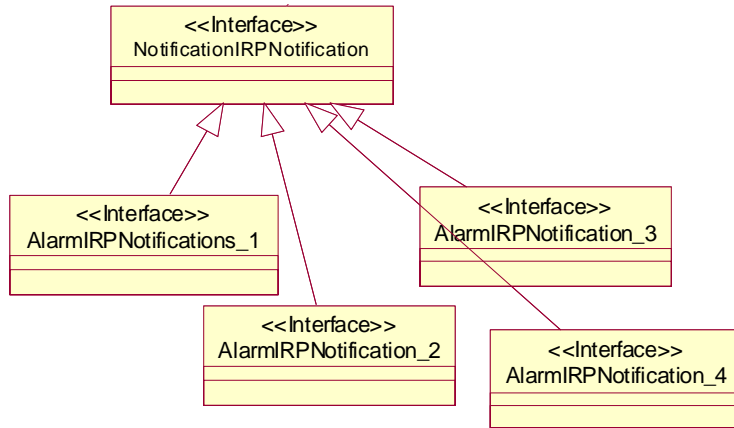 <<Interface>>
NotificationIRPNotification
<<Interface>>
AlarmIRPNotifications_1
<<Interface>>
AlarmIRPNotification_3
<<Interface>>
AlarmIRPNotification_2
<<Interface>>
AlarmIRPNotification_4